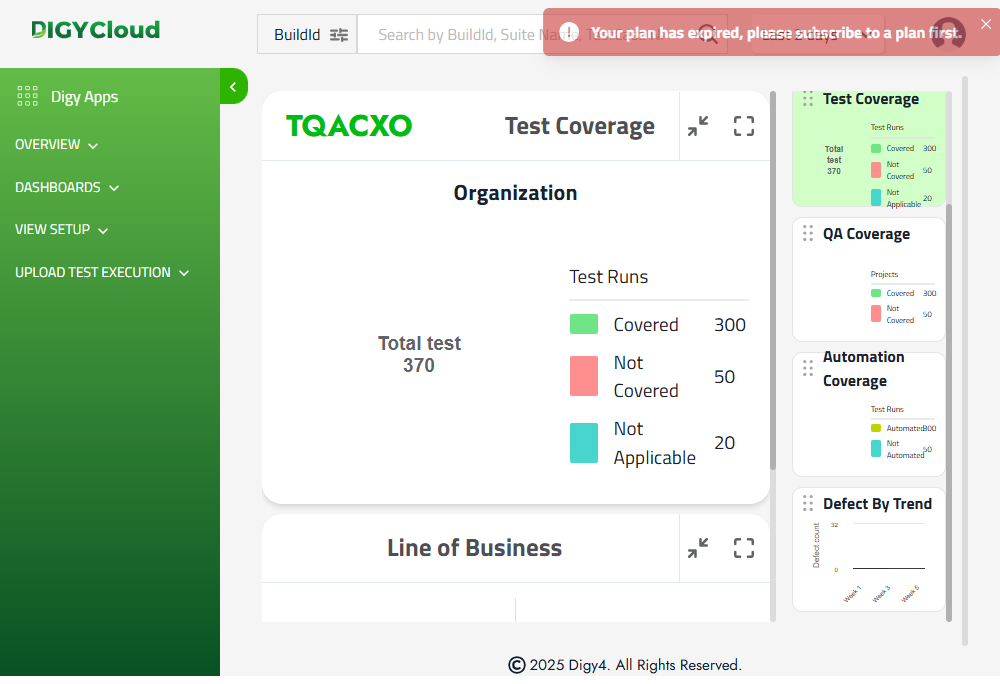 DIGYCloud
BuildId
Search by BuildId, Suite Na
Your plan has expired, please subscribe to a plan first.
Digy Apps
OVERVIEW
DASHBOARDS
VIEW SETUP
UPLOAD TEST EXECUTION
TQACXO
Test Coverage
Organization
Total test
370
Test Runs
Covered 300
Not
Covered
50
Not
Applicable
20
Line of Business
Test Coverage
Total
test
370
Test Runs
Covered 300
Not
Covered
50
Not
Applicable
20
QA Coverage
Projects
Covered 300
Not
Covered
50
Automation
Coverage
Test Runs
Automated 300
Not
Automated
50
Defect By Trend
Defect count
32
0
Week 1
Week 3
Week 5
© 2025 Digy4. All Rights Reserved.